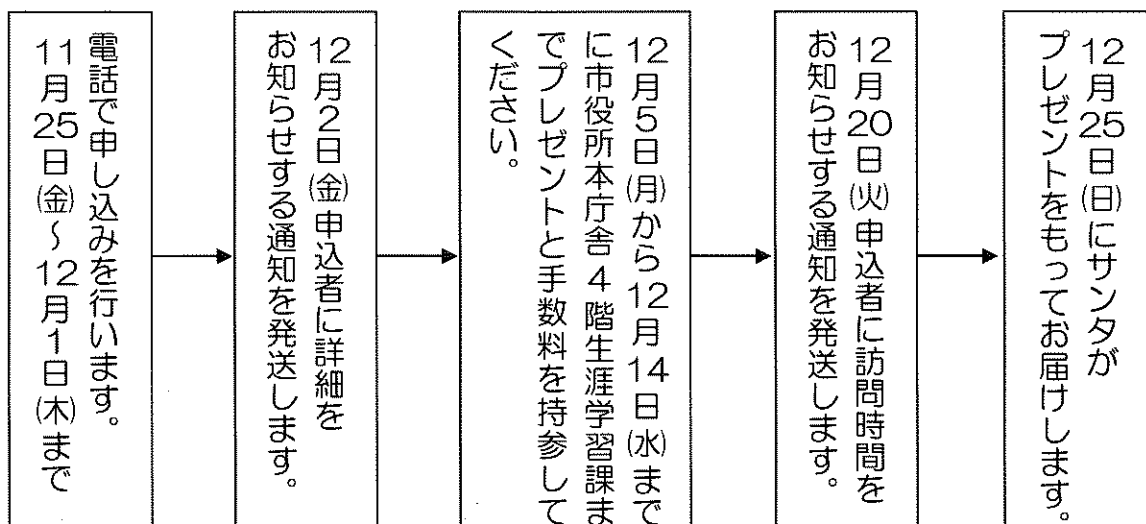 電話で申し込みを行います。
11月25日(金)～12月1日(木)まで
12月2日(金)申込者に詳細を
お知らせする通知を発送します。
12月5日(月)から12月14日(水)まで
に市役所本庁舎4階生涯学習課ま
でプレゼントと手数料を持参して
ください。
12月20日(火)申込者に訪問時間を
お知らせする通知を発送します。
12月25日(日)にサンタが
プレゼントをもってお届けします。